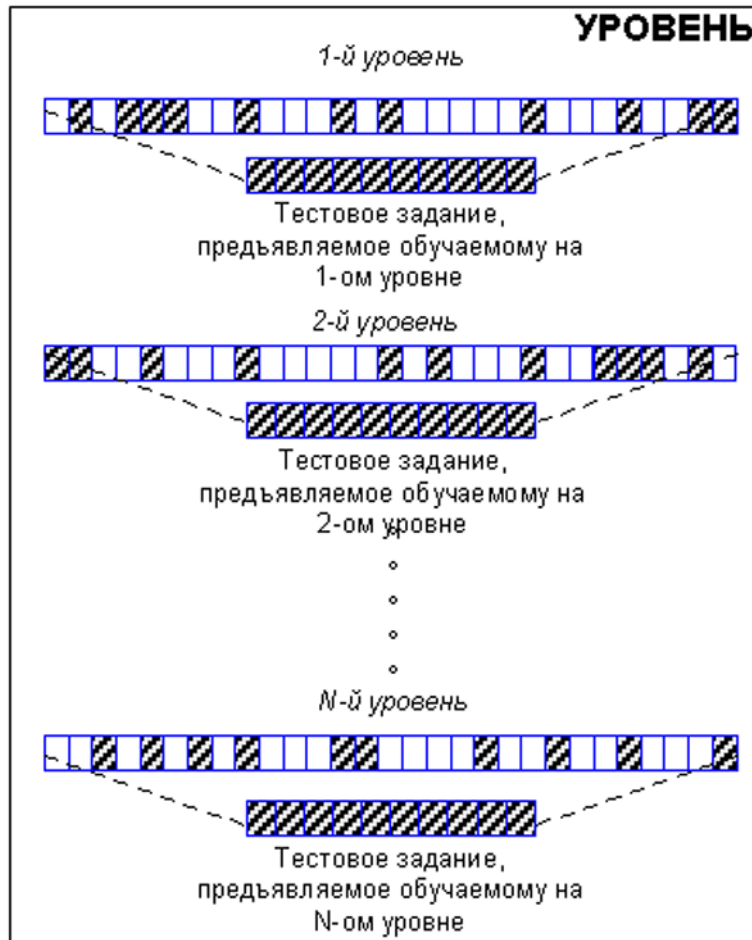 УРОВЕНЬ
1-й уровень
Тестовое задание,
предъявляемое обучаемому на
1-ом уровне
2-й уровень
Тестовое задание,
предъявляемое обучаемому на
2-ом уровне
N-й уровень
Тестовое задание,
предъявляемое обучаемому на
N-ом уровне